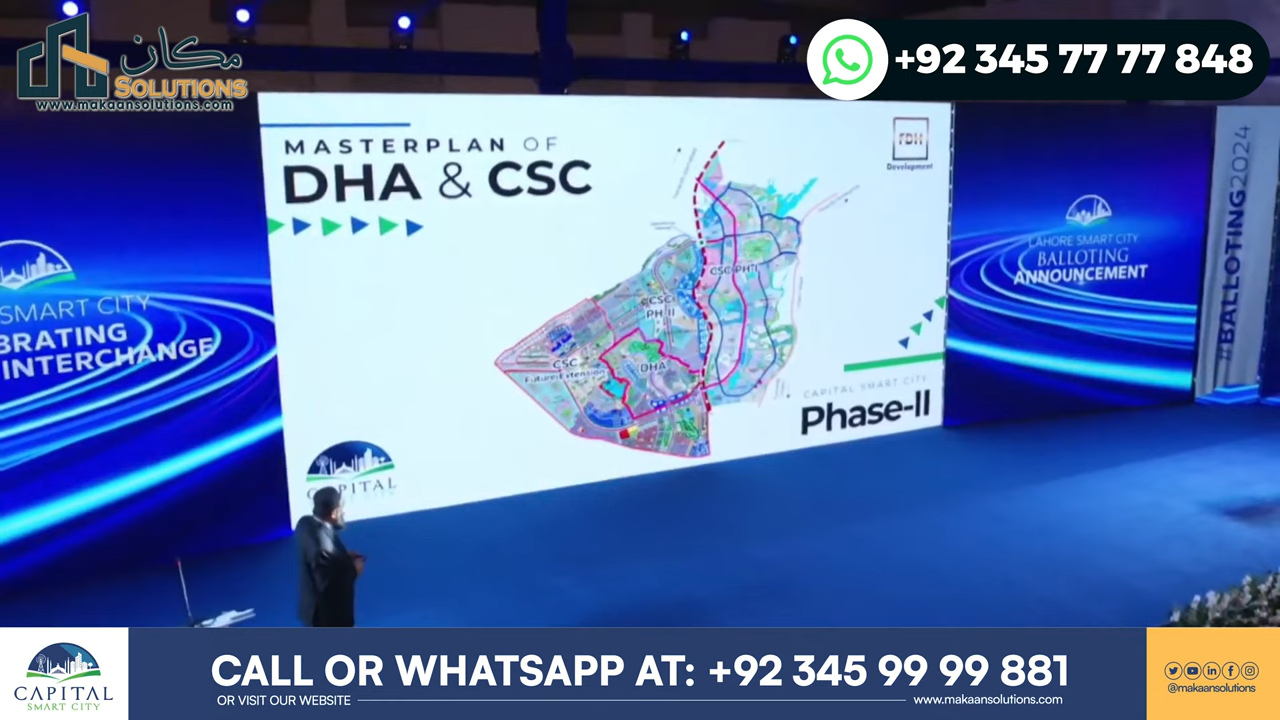 مکان
SOLUTIONS
www.makaansolutions.com
+92 345 77 77 848
MASTERPLAN OF
DHA & CSC
FDH
Development
CSC PH-I
CSC
PH-II
DHA
CSC
Future Extension
CAPITAL SMART CITY
Phase-II
CAPITAL
SMART CITY
BRATING
INTERCHANGE
LAHORE SMART CITY
BALLOTING
ANNOUNCEMENT
#BALLOTING2024
CAPITAL
SMART CITY
CALL OR WHATSAPP AT: +92 345 99 99 881
OR VISIT OUR WEBSITE
www.makaansolutions.com
@makaansolutions